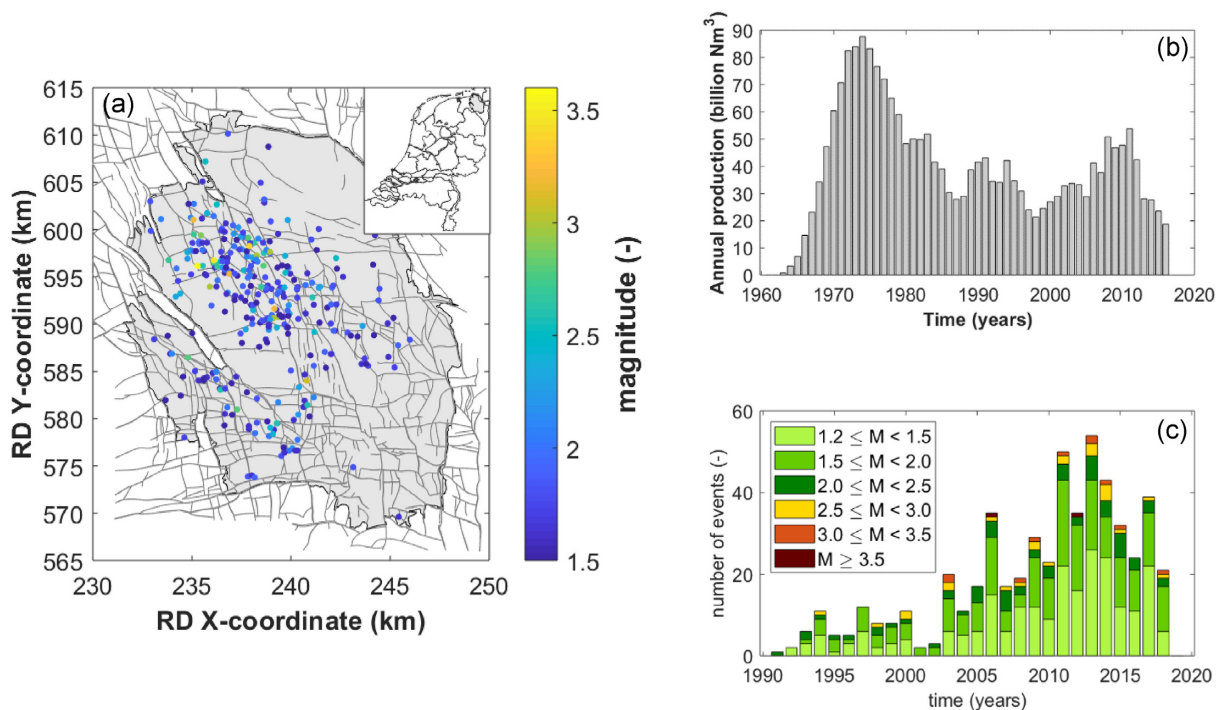 (a)
615
610
605
600
595
590
585
580
575
570
565
230
240
250
RD Y-coordinate (km)
RD X-coordinate (km)
3.5
3
2.5
2
1.5
magnitude (-)
(b)
90
80
70
60
50
40
30
20
10
0
1960
1970
1980
1990
2000
2010
2020
Annual production (billion Nm³)
Time (years)
(c)
60
40
20
0
1990
1995
2000
2005
2010
2015
2020
number of events (-)
time (years)
1.2 ≤ M < 1.5
1.5 ≤ M < 2.0
2.0 ≤ M < 2.5
2.5 ≤ M < 3.0
3.0 ≤ M < 3.5
M ≥ 3.5